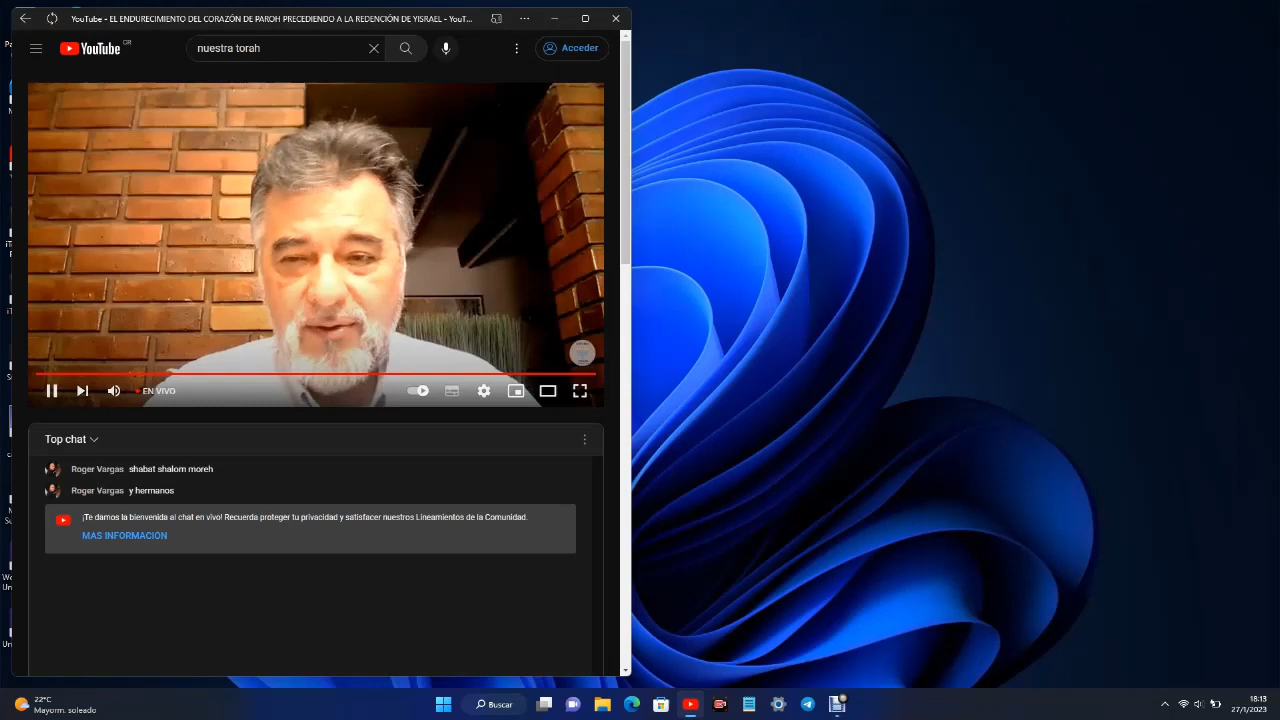 YouTube - EL ENDURECIMIENTO DEL CORAZÓN DE PAROH PRECEDIENDO A LA REDENCIÓN DE YISRAEL - YouT...
YouTube CR
nuestra torah
Acceder
EN VIVO
Top chat
Roger Vargas shabat shalom moreh
Roger Vargas y hermanos
¡Te damos la bienvenida al chat en vivo! Recuerda proteger tu privacidad y satisfacer nuestros Lineamientos de la Comunidad.
MÁS INFORMACIÓN
22°C
Mayorm. soleado
Buscar
18:13
27/1/2023